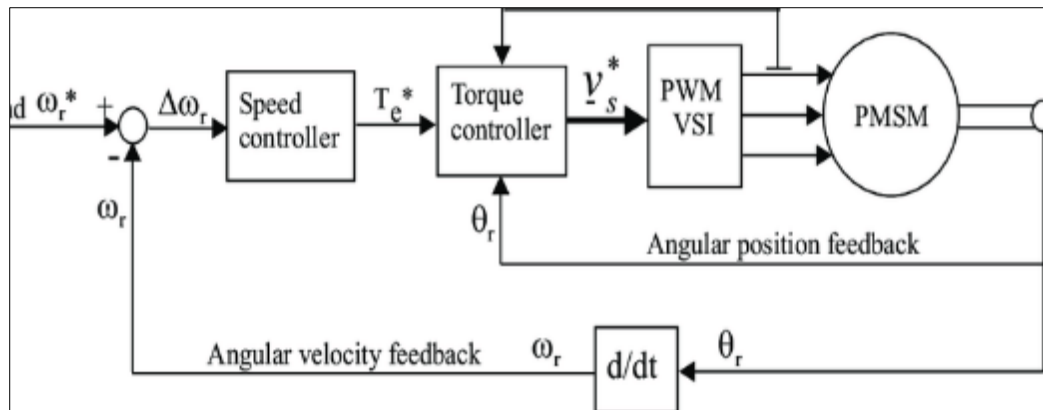 ω_r* +
Δω_r
-
ω_r
Speed
controller
T_e*
Torque
controller
v_s*
PWM
VSI
PMSM
θ_r
Angular position feedback
Angular velocity feedback
ω_r
d/dt
θ_r